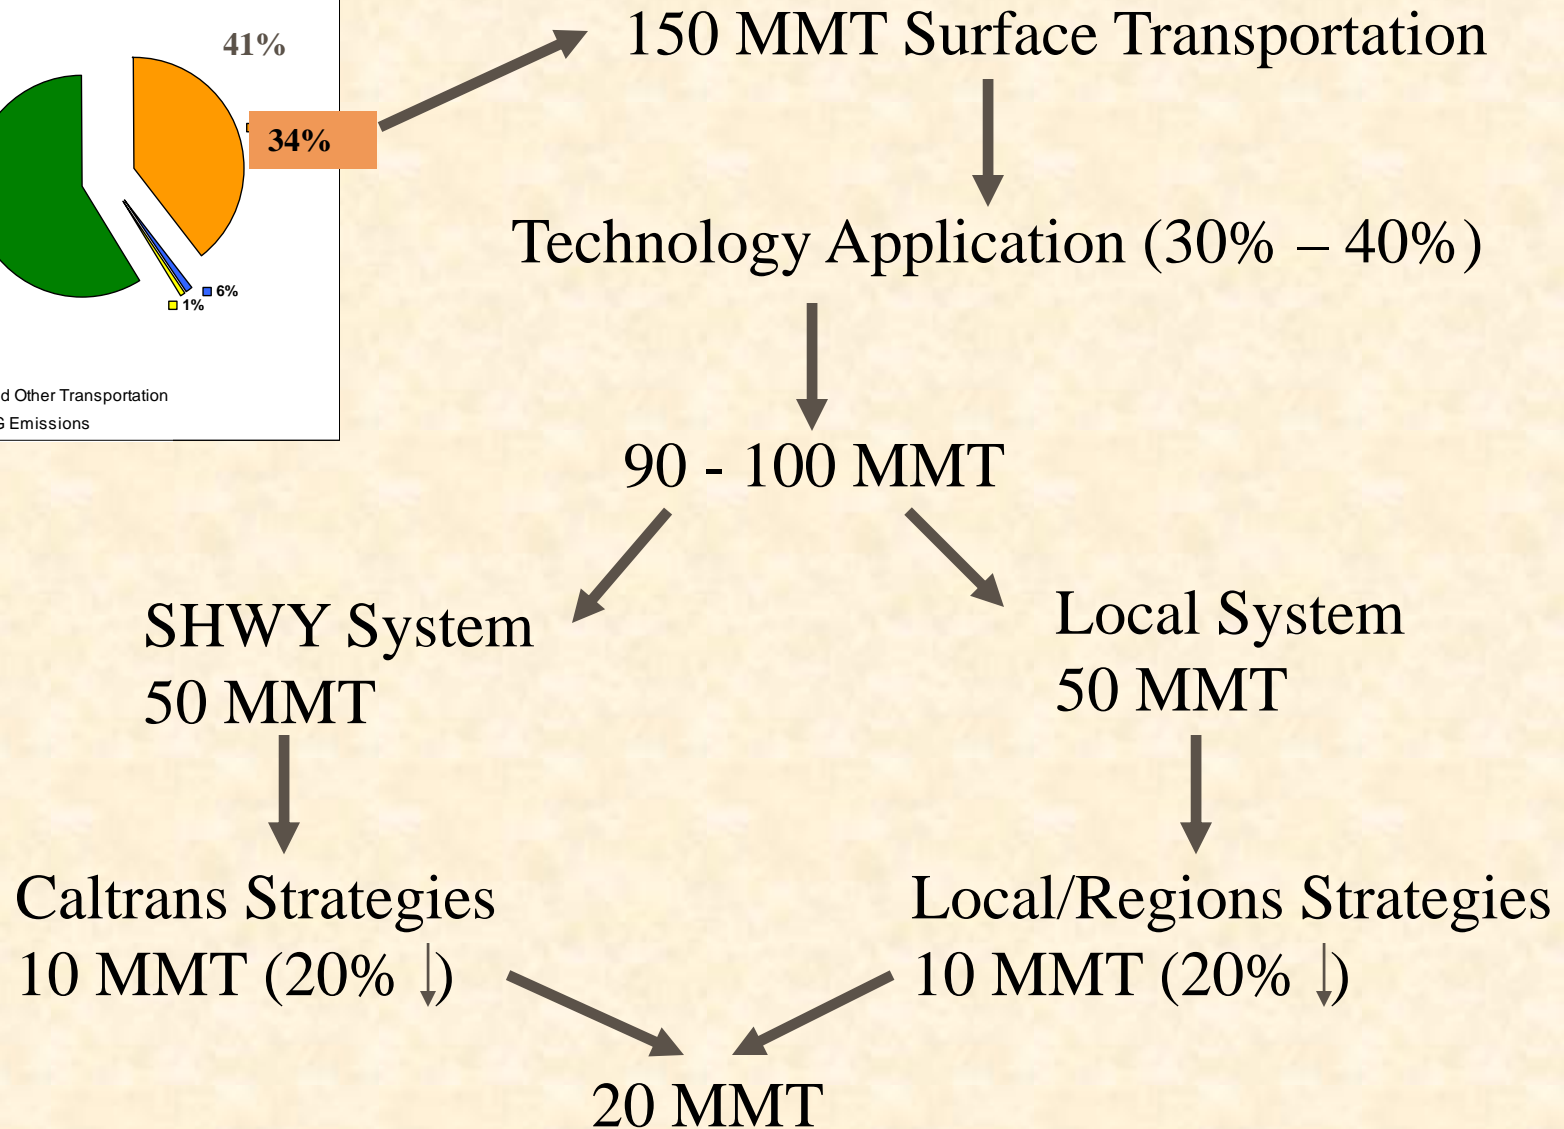 41%
150 MMT Surface Transportation
34%
Technology Application (30% – 40%)
6%
1%
Other Transportation
Emissions
90 - 100 MMT
SHWY System
50 MMT
Local System
50 MMT
Caltrans Strategies
10 MMT (20% ↓)
Local/Regions Strategies
10 MMT (20% ↓)
20 MMT